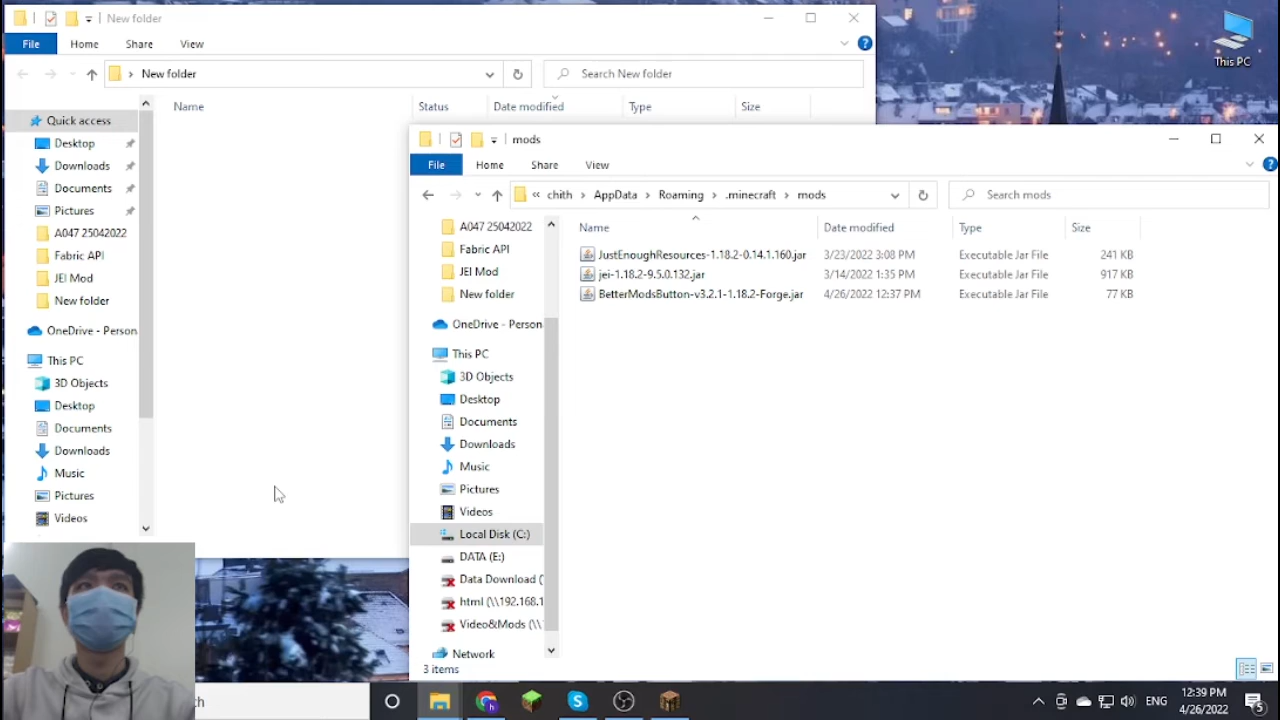 New folder
File Home Share View
New folder
Search New folder
Name Status Date modified Type Size
Quick access
Desktop
Downloads
Documents
Pictures
A047 25042022
Fabric API
JEI Mod
New folder
OneDrive - Person
This PC
3D Objects
Desktop
Documents
Downloads
Music
Pictures
Videos
This PC
mods
File Home Share View
« chith > AppData > Roaming > .minecraft > mods
Search mods
Name Date modified Type Size
JustEnoughResources-1.18.2-0.14.1.160.jar 3/23/2022 3:08 PM Executable Jar File 241 KB
jei-1.18.2-9.5.0.132.jar 3/14/2022 1:35 PM Executable Jar File 917 KB
BetterModsButton-v3.2.1-1.18.2-Forge.jar 4/26/2022 12:37 PM Executable Jar File 77 KB
A047 25042022
Fabric API
JEI Mod
New folder
OneDrive - Person
This PC
3D Objects
Desktop
Documents
Downloads
Music
Pictures
Videos
Local Disk (C:)
DATA (E:)
Data Download (
html (\\192.168.1
Video&Mods (\\
Network
3 items
ch
ENG
12:39 PM
4/26/2022
5